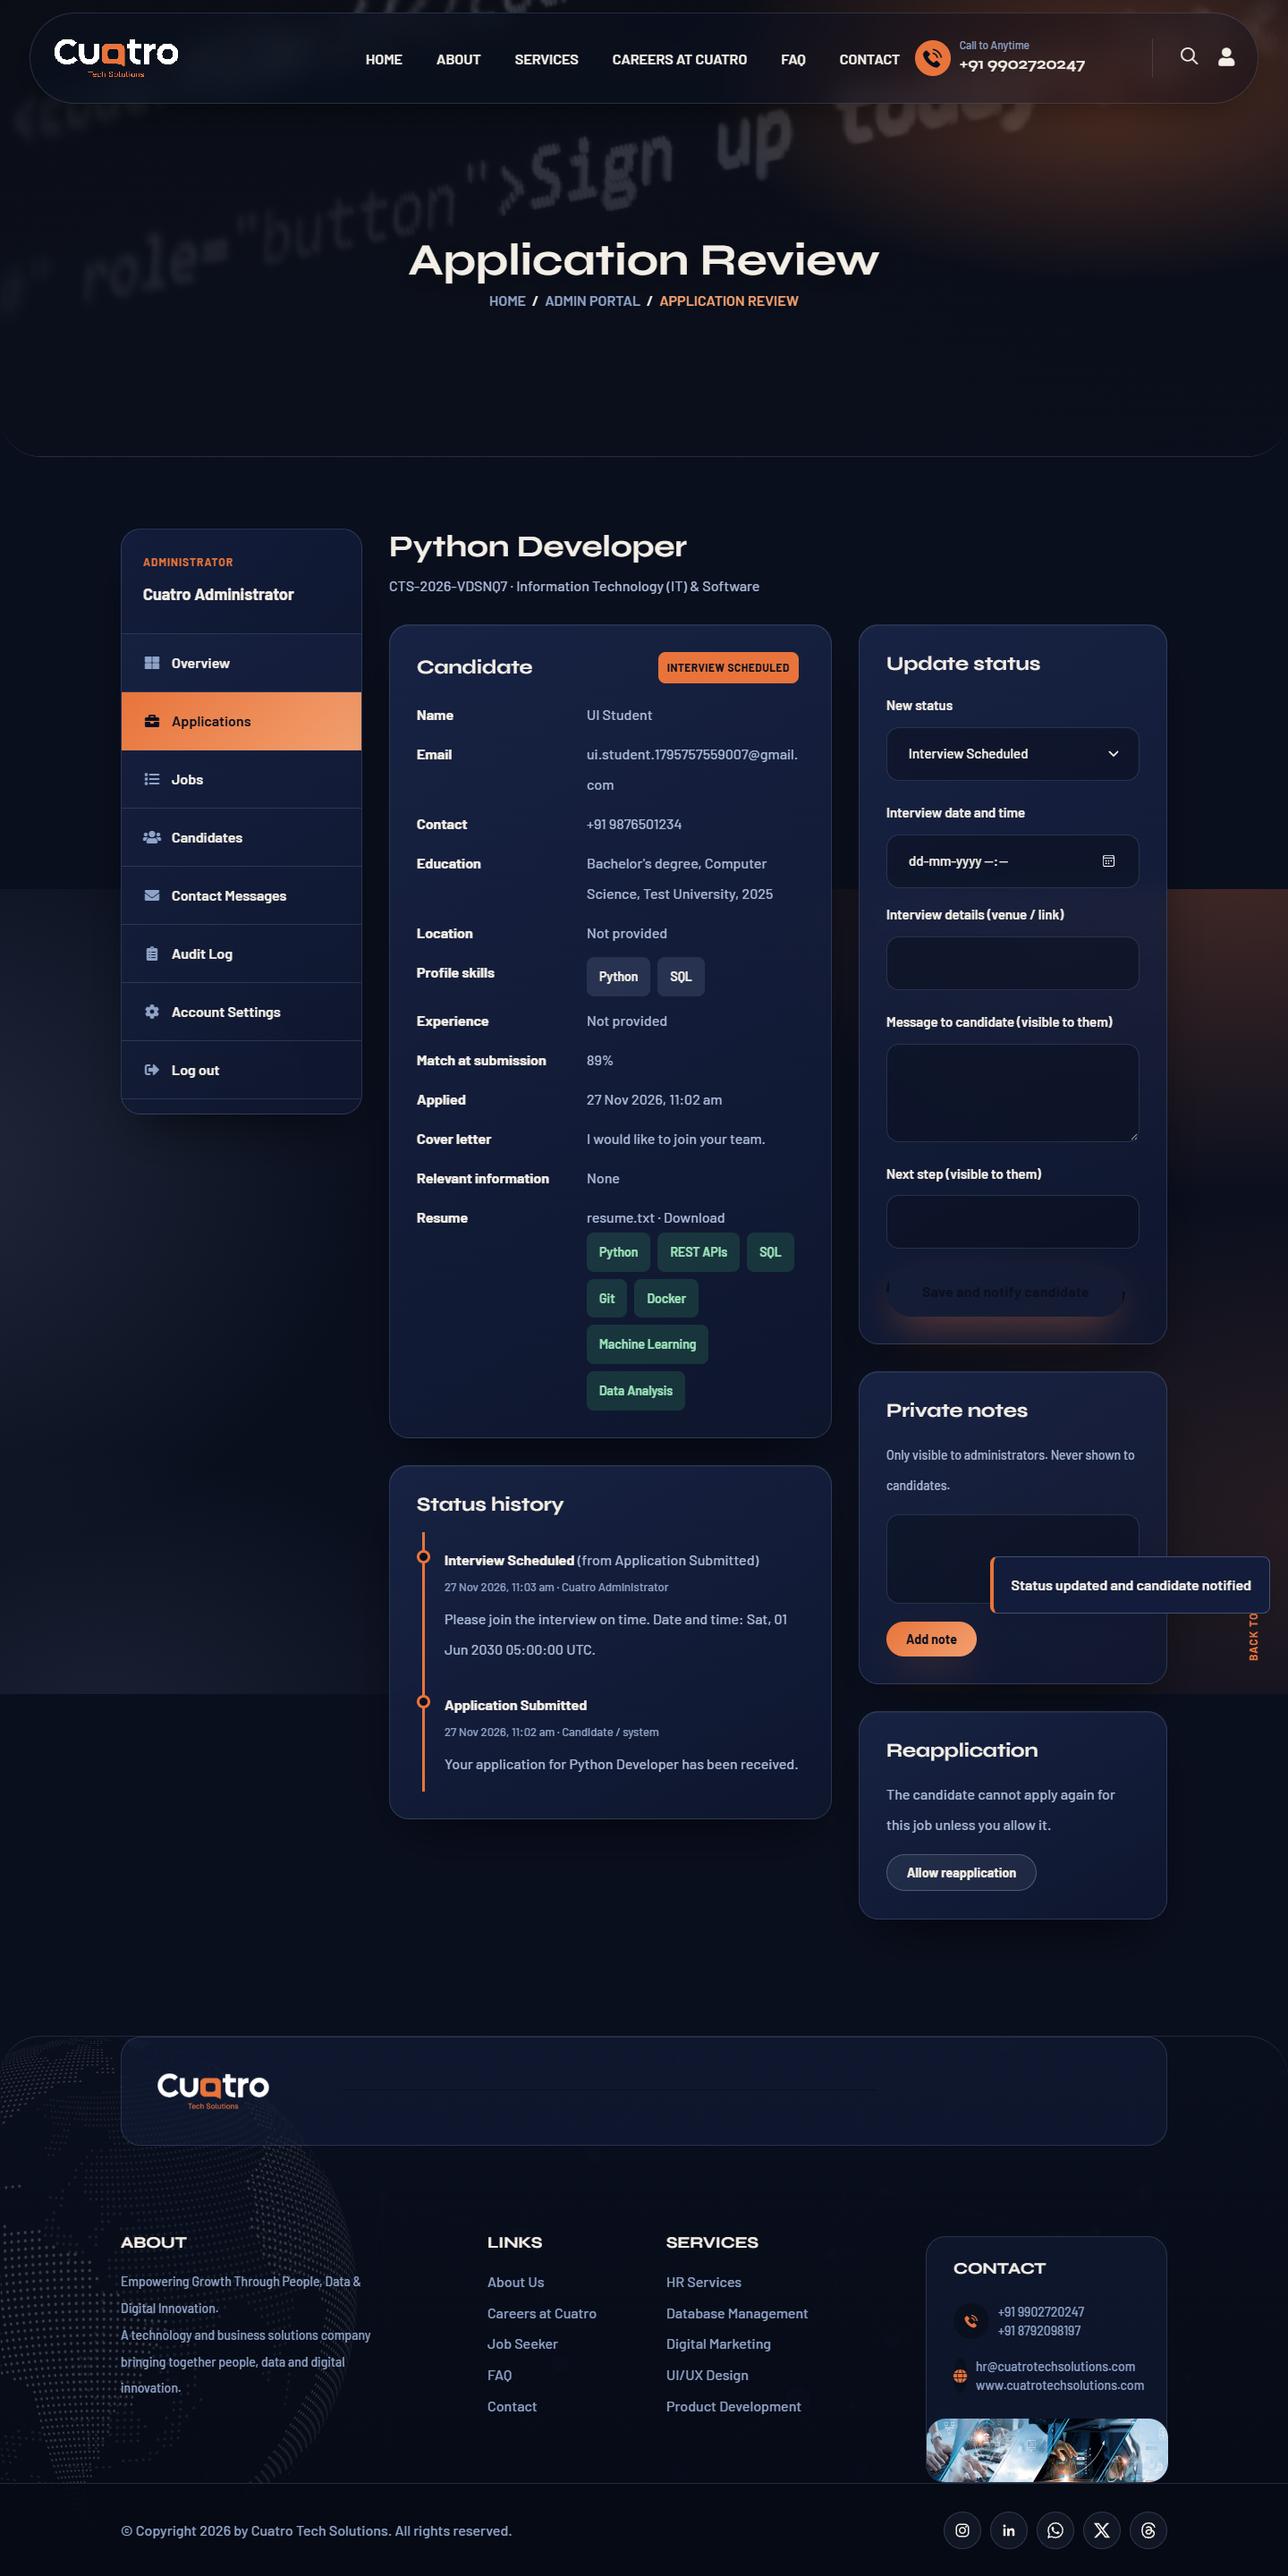 Cuatro
Tech Solutions
HOME
ABOUT
SERVICES
CAREERS AT CUATRO
FAQ
CONTACT
Call to Anytime
+91 9902720247
role="button">Sign up today
Application Review
HOME / ADMIN PORTAL / APPLICATION REVIEW
ADMINISTRATOR
Cuatro Administrator
Overview
Applications
Jobs
Candidates
Contact Messages
Audit Log
Account Settings
Log out
Python Developer
CTS-2026-VDSNQ7 · Information Technology (IT) & Software
Candidate
INTERVIEW SCHEDULED
Name
UI Student
Email
ui.student.1795757559007@gmail.
com
Contact
+91 9876501234
Education
Bachelor's degree, Computer
Science, Test University, 2025
Location
Not provided
Profile skills
Python
SQL
Experience
Not provided
Match at submission
89%
Applied
27 Nov 2026, 11:02 am
Cover letter
I would like to join your team.
Relevant information
None
Resume
resume.txt · Download
Python
REST APIs
SQL
Git
Docker
Machine Learning
Data Analysis
Status history
Interview Scheduled (from Application Submitted)
27 Nov 2026, 11:03 am · Cuatro Administrator
Please join the interview on time. Date and time: Sat, 01
Jun 2030 05:00:00 UTC.
Application Submitted
27 Nov 2026, 11:02 am · Candidate / system
Your application for Python Developer has been received.
Update status
New status
Interview Scheduled
Interview date and time
dd-mm-yyyy --:--
Interview details (venue / link)
Message to candidate (visible to them)
Next step (visible to them)
Save and notify candidate
Private notes
Only visible to administrators. Never shown to
candidates.
Status updated and candidate notified
BACK TO
Add note
Reapplication
The candidate cannot apply again for
this job unless you allow it.
Allow reapplication
Cuatro
Tech Solutions
ABOUT
Empowering Growth Through People, Data &
Digital Innovation.
A technology and business solutions company
bringing together people, data and digital
innovation.
LINKS
About Us
Careers at Cuatro
Job Seeker
FAQ
Contact
SERVICES
HR Services
Database Management
Digital Marketing
UI/UX Design
Product Development
CONTACT
+91 9902720247
+91 8792098197
hr@cuatrotechsolutions.com
www.cuatrotechsolutions.com
© Copyright 2026 by Cuatro Tech Solutions. All rights reserved.